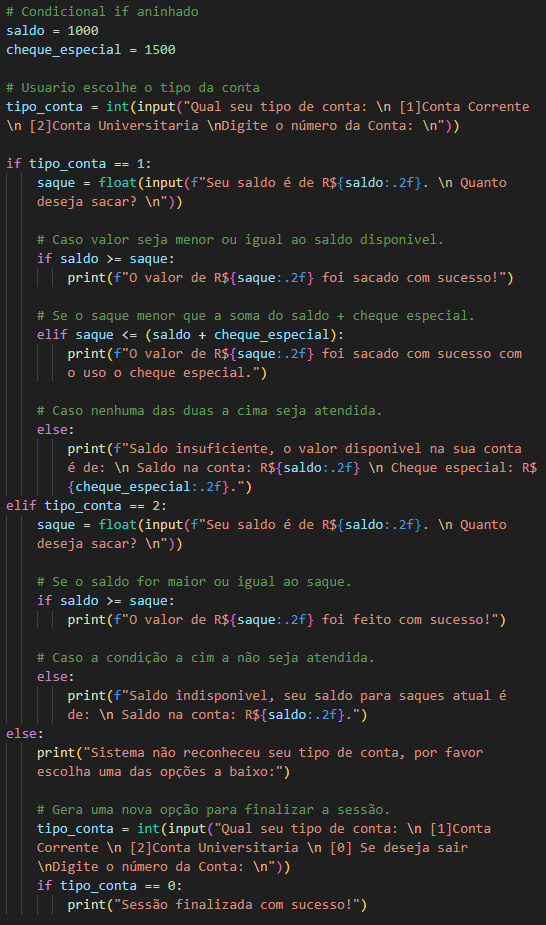 # Condicional if aninhado
saldo = 1000
cheque_especial = 1500
# Usuario escolhe o tipo da conta
tipo_conta = int(input("Qual seu tipo de conta: \n [1]Conta Corrente
\n [2]Conta Universitaria \nDigite o número da Conta: \n"))
if tipo_conta == 1:
saque = float(input(f"Seu saldo é de R${saldo:.2f}. \n Quanto
deseja sacar? \n"))
# Caso valor seja menor ou igual ao saldo disponivel.
if saldo >= saque:
print(f"O valor de R${saque:.2f} foi sacado com sucesso!")
# Se o saque menor que a soma do saldo + cheque especial.
elif saque <= (saldo + cheque_especial):
print(f"O valor de R${saque:.2f} foi sacado com sucesso com
o uso o cheque especial.")
# Caso nenhuma das duas a cima seja atendida.
else:
print(f"Saldo insuficiente, o valor disponivel na sua conta
é de: \n Saldo na conta: R${saldo:.2f} \n Cheque especial: R$
{cheque_especial:.2f}.")
elif tipo_conta == 2:
saque = float(input(f"Seu saldo é de R${saldo:.2f}. \n Quanto
deseja sacar? \n"))
# Se o saldo for maior ou igual ao saque.
if saldo >= saque:
print(f"O valor de R${saque:.2f} foi feito com sucesso!")
# Caso a condição a cim a não seja atendida.
else:
print(f"Saldo indisponivel, seu saldo para saques atual é
de: \n Saldo na conta: R${saldo:.2f}.")
else:
print("Sistema não reconheceu seu tipo de conta, por favor
escolha uma das opções a baixo:")
# Gera uma nova opção para finalizar a sessão.
tipo_conta = int(input("Qual seu tipo de conta: \n [1]Conta
Corrente \n [2]Conta Universitaria \n [0] Se deseja sair
\nDigite o número da Conta: \n"))
if tipo_conta == 0:
print("Sessão finalizada com sucesso!")